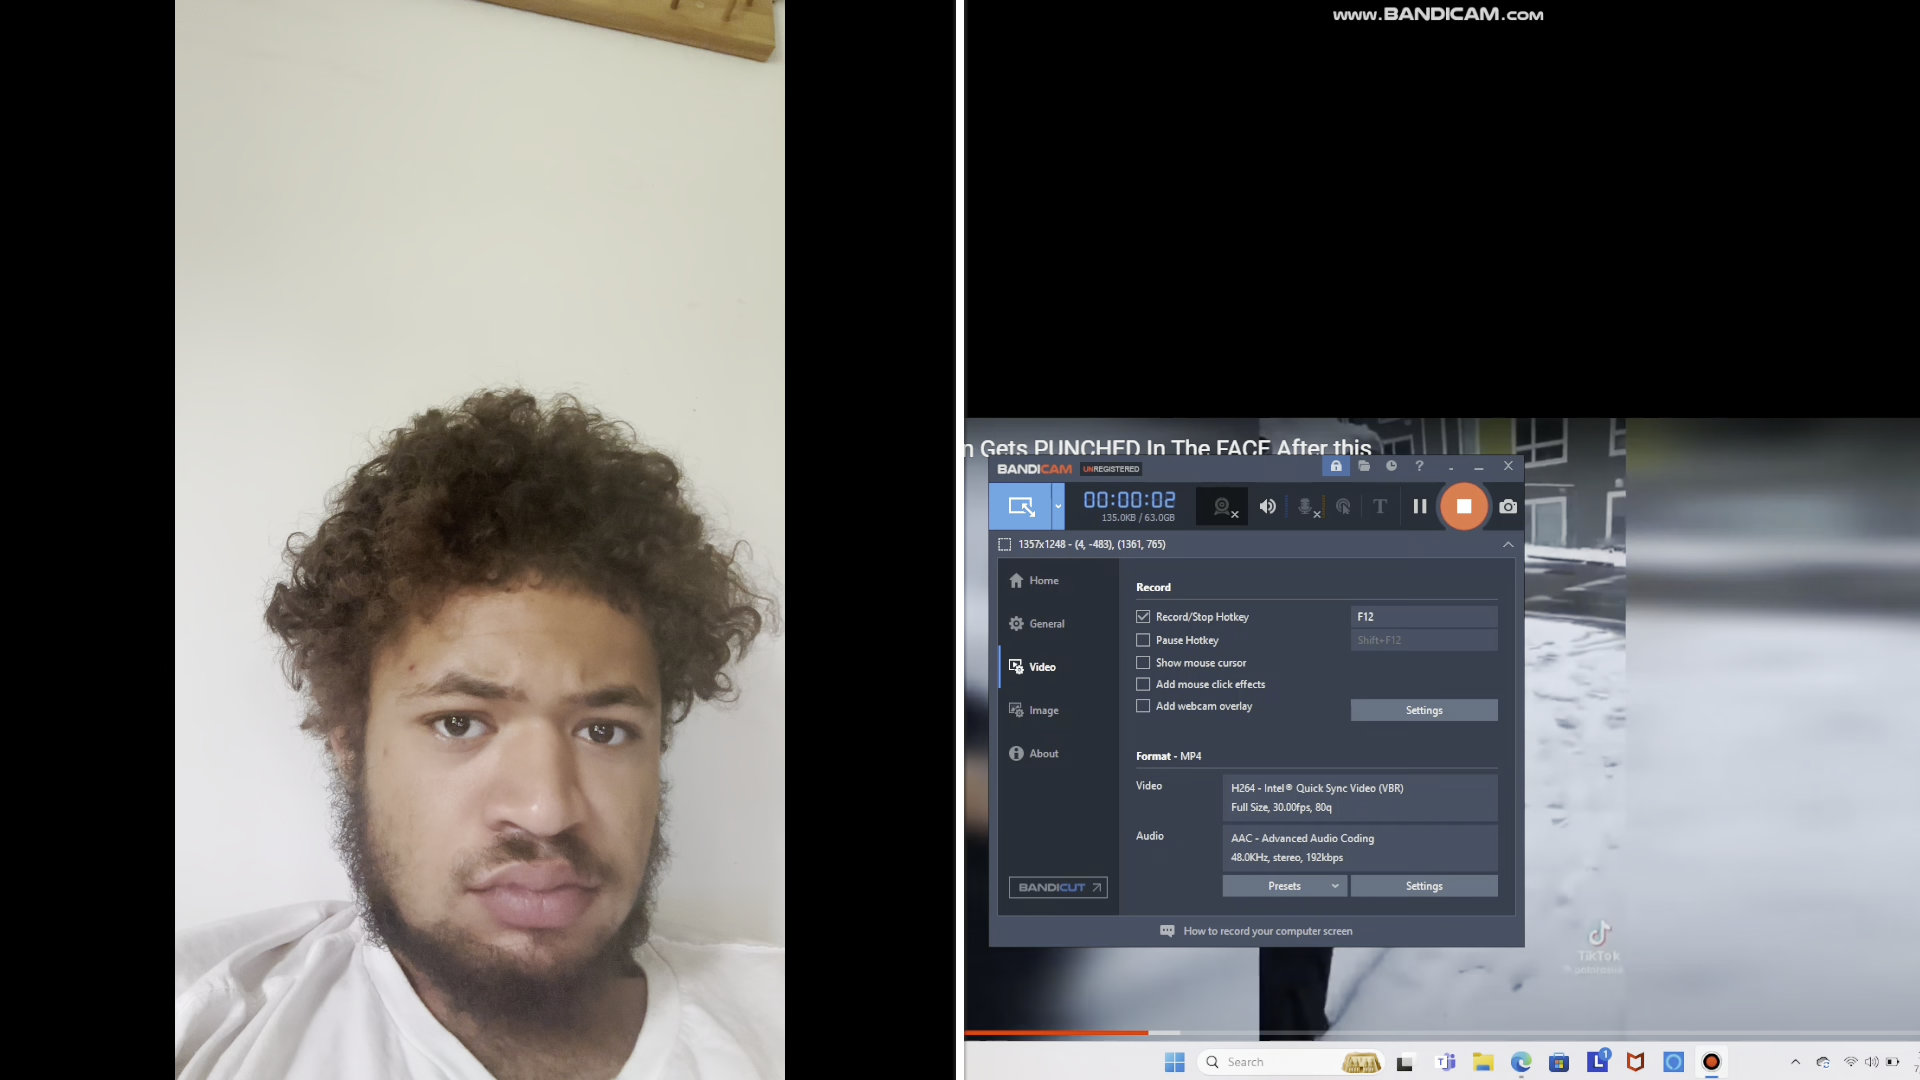 www.BANDICAM.com
n Gets PUNCHED In The FACE After this
BANDICAM UNREGISTERED
?
00:00:02
135.0KB / 63.0GB
T
1357x1248 - (4, -483), (1361, 765)
Home
General
Video
Image
About
BANDICUT
Record
Record/Stop Hotkey F12
Pause Hotkey Shift+F12
Show mouse cursor
Add mouse click effects
Add webcam overlay Settings
Format - MP4
Video
H264 - Intel® Quick Sync Video (VBR)
Full Size, 30.00fps, 80q
Audio
AAC - Advanced Audio Coding
48.0KHz, stereo, 192kbps
Presets Settings
How to record your computer screen
TikTok
Search
L 1